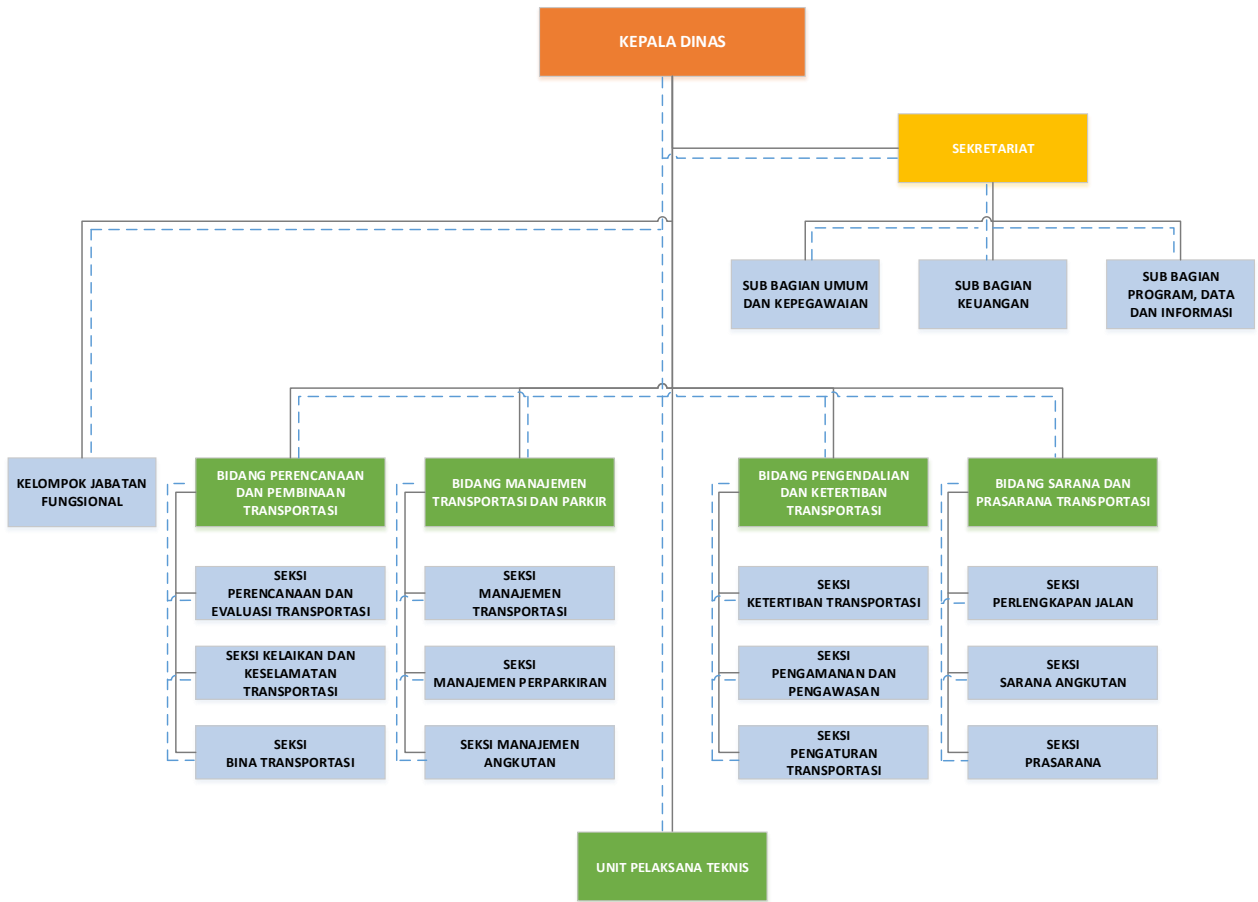 KEPALA DINAS
SEKRETARIAT
SUB BAGIAN UMUM
DAN KEPEGAWAIAN
SUB BAGIAN
KEUANGAN
SUB BAGIAN
PROGRAM, DATA
DAN INFORMASI
KELOMPOK JABATAN
FUNGSIONAL
BIDANG PERENCANAAN
DAN PEMBINAAN
TRANSPORTASI
BIDANG MANAJEMEN
TRANSPORTASI DAN PARKIR
BIDANG PENGENDALIAN
DAN KETERTIBAN
TRANSPORTASI
BIDANG SARANA DAN
PRASARANA TRANSPORTASI
SEKSI
PERENCANAAN DAN
EVALUASI TRANSPORTASI
SEKSI
MANAJEMEN
TRANSPORTASI
SEKSI
KETERTIBAN TRANSPORTASI
SEKSI
PERLENGKAPAN JALAN
SEKSI KELAIKAN DAN
KESELAMATAN
TRANSPORTASI
SEKSI
MANAJEMEN PERPARKIRAN
SEKSI
PENGAMANAN DAN
PENGAWASAN
SEKSI
SARANA ANGKUTAN
SEKSI
BINA TRANSPORTASI
SEKSI MANAJEMEN
ANGKUTAN
SEKSI
PENGATURAN
TRANSPORTASI
SEKSI
PRASARANA
UNIT PELAKSANA TEKNIS